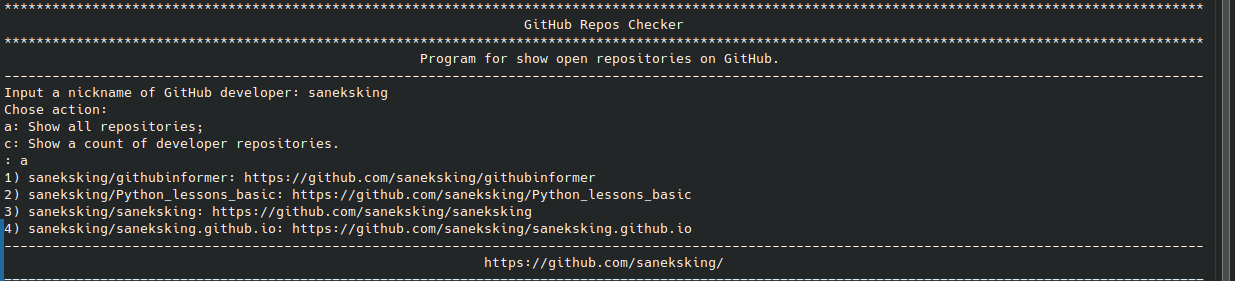 ******************************************************************************************************************************************************
GitHub Repos Checker
******************************************************************************************************************************************************
Program for show open repositories on GitHub.
------------------------------------------------------------------------------------------------------------------------------------------------------
Input a nickname of GitHub developer: saneksking
Chose action:
a: Show all repositories;
c: Show a count of developer repositories.
: a
1) saneksking/githubinformer: https://github.com/saneksking/githubinformer
2) saneksking/Python_lessons_basic: https://github.com/saneksking/Python_lessons_basic
3) saneksking/saneksking: https://github.com/saneksking/saneksking
4) saneksking/saneksking.github.io: https://github.com/saneksking/saneksking.github.io
------------------------------------------------------------------------------------------------------------------------------------------------------
https://github.com/saneksking/
------------------------------------------------------------------------------------------------------------------------------------------------------